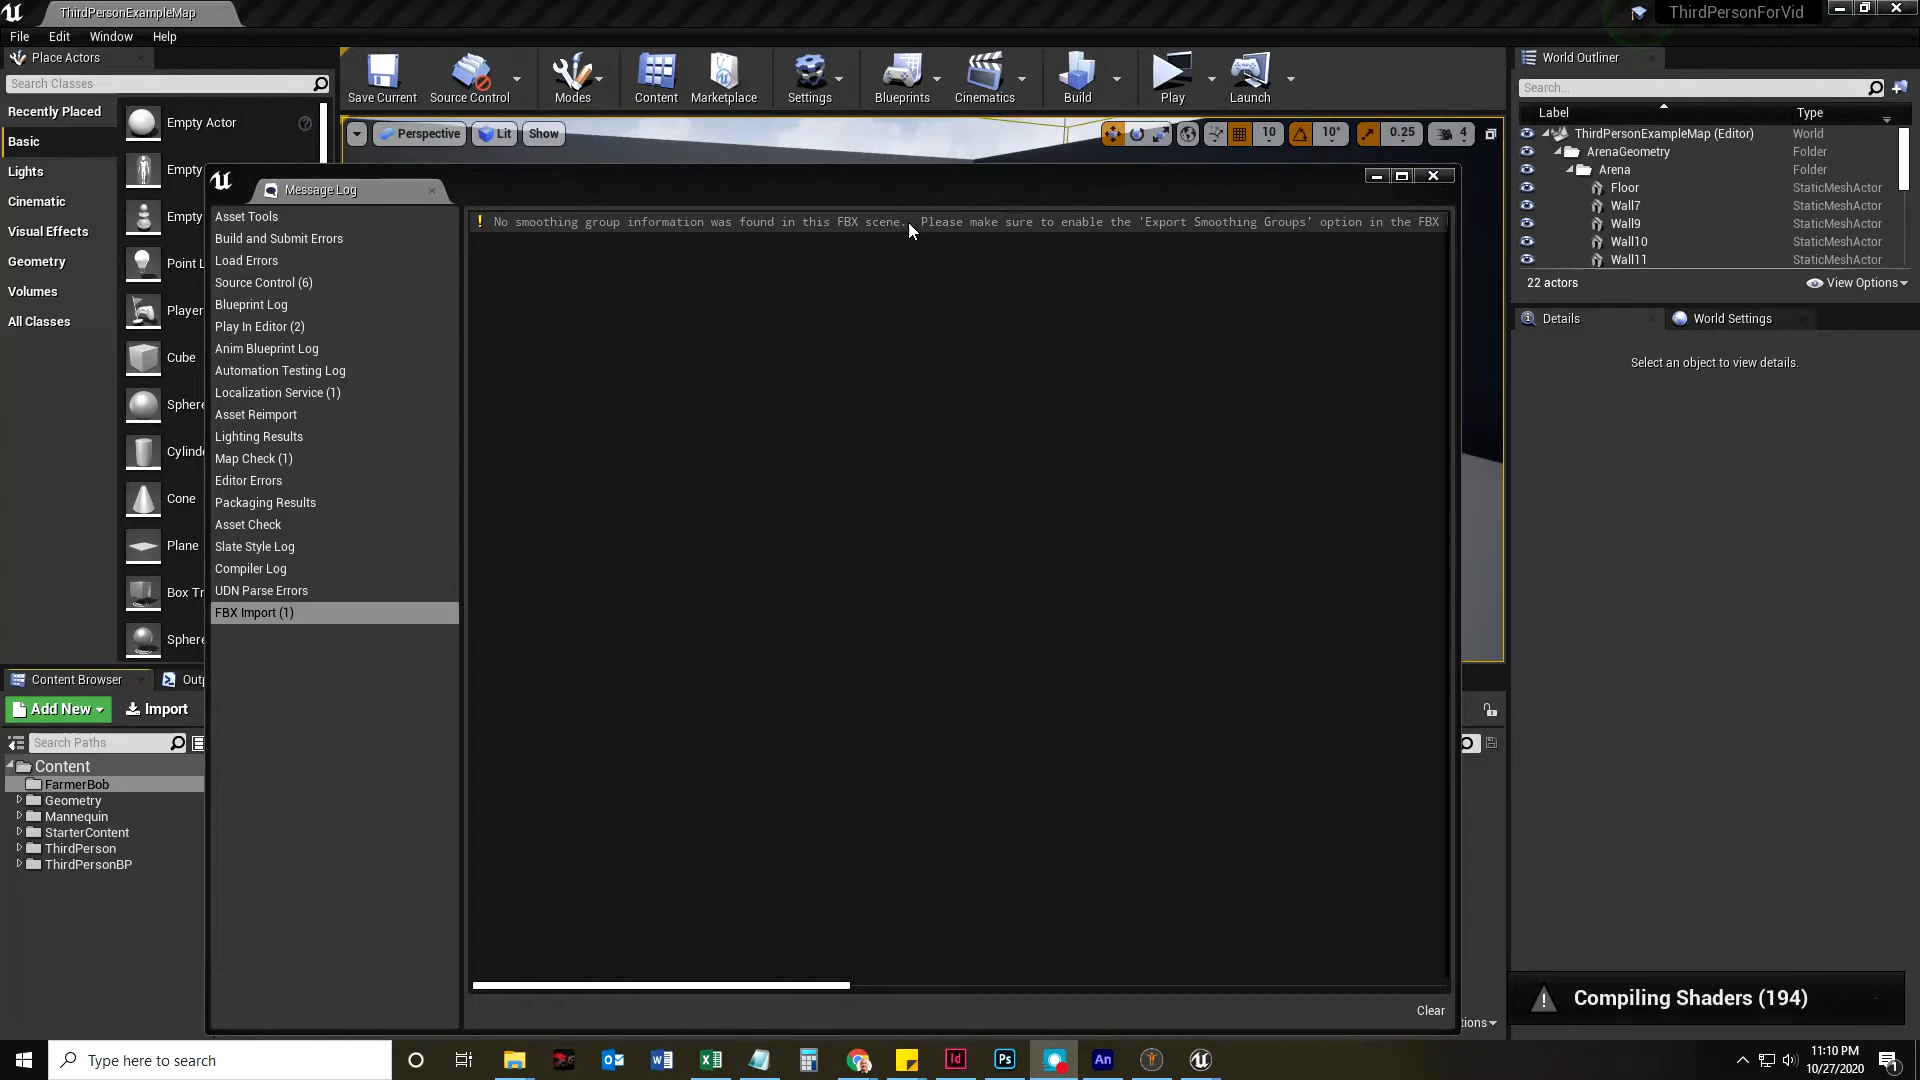 ThirdPersonExampleMap
ThirdPersonForVid
File Edit Window Help
Place Actors
Search Classes
Recently Placed
Basic
Lights
Cinematic
Visual Effects
Geometry
Volumes
All Classes
Empty Actor
Empty
Empty
Point L
Player
Cube
Sphere
Cylind
Cone
Plane
Box Tr
Sphere
Save Current
Source Control
Modes
Content
Marketplace
Settings
Blueprints
Cinematics
Build
Play
Launch
Perspective Lit Show
10 10° 0.25 4
Message Log
Asset Tools
Build and Submit Errors
Load Errors
Source Control (6)
Blueprint Log
Play In Editor (2)
Anim Blueprint Log
Automation Testing Log
Localization Service (1)
Asset Reimport
Lighting Results
Map Check (1)
Editor Errors
Packaging Results
Asset Check
Slate Style Log
Compiler Log
UDN Parse Errors
FBX Import (1)
! No smoothing group information was found in this FBX scene. Please make sure to enable the 'Export Smoothing Groups' option in the FBX
Clear
World Outliner
Search...
Label Type
ThirdPersonExampleMap (Editor) World
ArenaGeometry Folder
Arena Folder
Floor StaticMeshActor
Wall7 StaticMeshActor
Wall9 StaticMeshActor
Wall10 StaticMeshActor
Wall11 StaticMeshActor
22 actors View Options
Details World Settings
Select an object to view details.
Content Browser Outp
Add New Import
Search Paths
Content
FarmerBob
Geometry
Mannequin
StarterContent
ThirdPerson
ThirdPersonBP
Compiling Shaders (194)
tions
Type here to search
Id Ps An
11:10 PM
10/27/2020
1